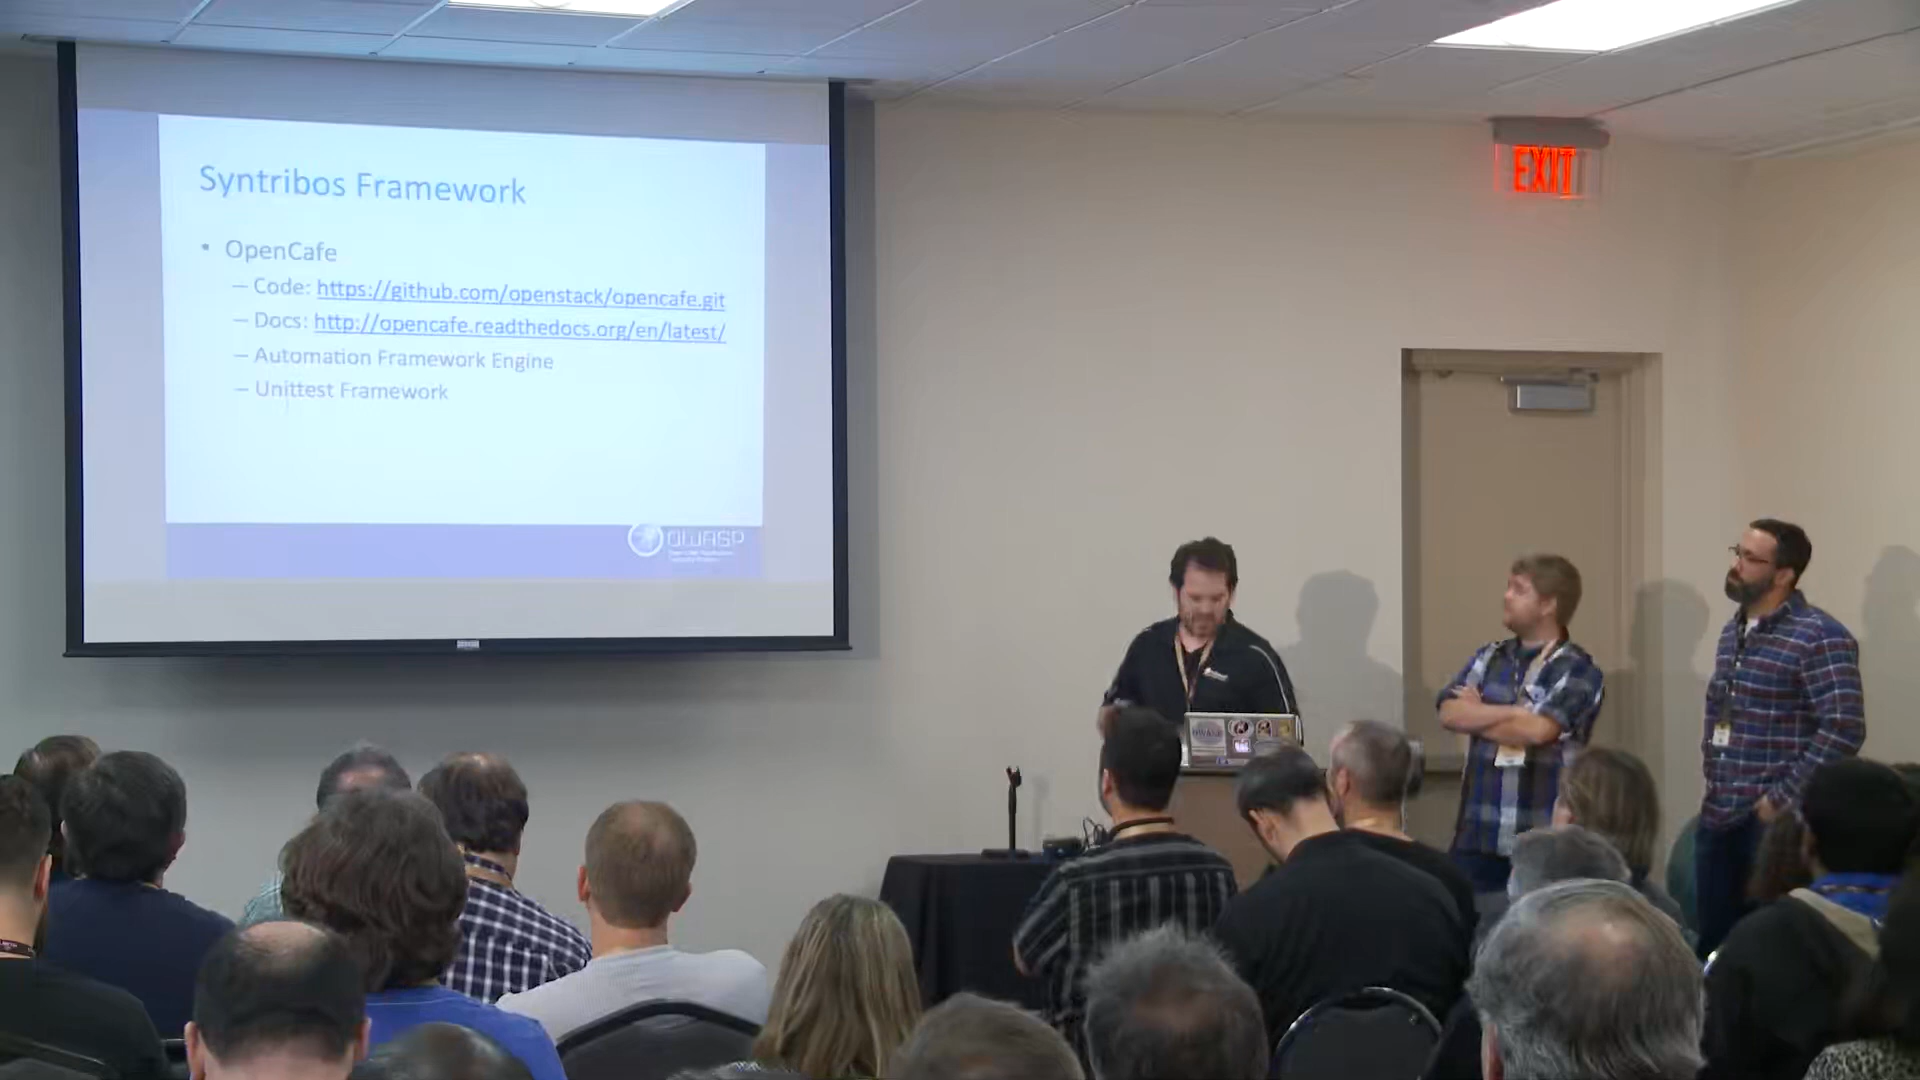 Syntribos Framework
• OpenCafe
– Code: https://github.com/openstack/opencafe.git
– Docs: http://opencafe.readthedocs.org/en/latest/
– Automation Framework Engine
– Unittest Framework
OWASP
EXIT